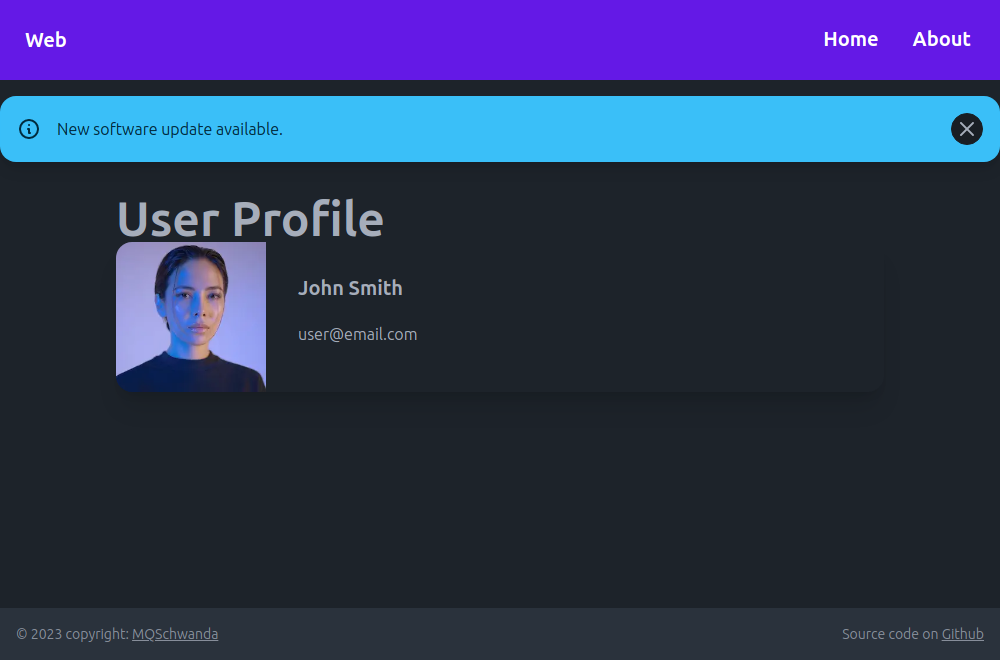 Web
Home About
New software update available.
User Profile
John Smith
user@email.com
© 2023 copyright: MQSchwanda
Source code on Github